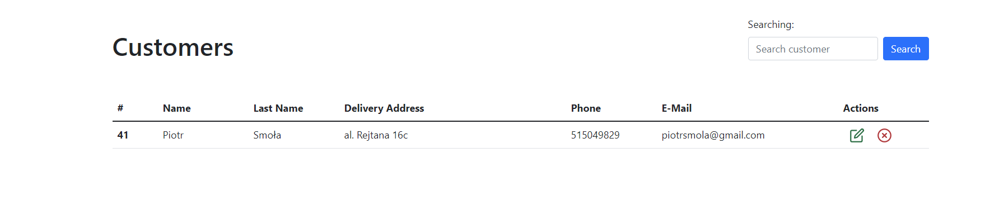 Searching:
Customers
Search customer Search
# Name Last Name Delivery Address Phone E-Mail Actions
41 Piotr Smoła al. Rejtana 16c 515049829 piotrsmola@gmail.com